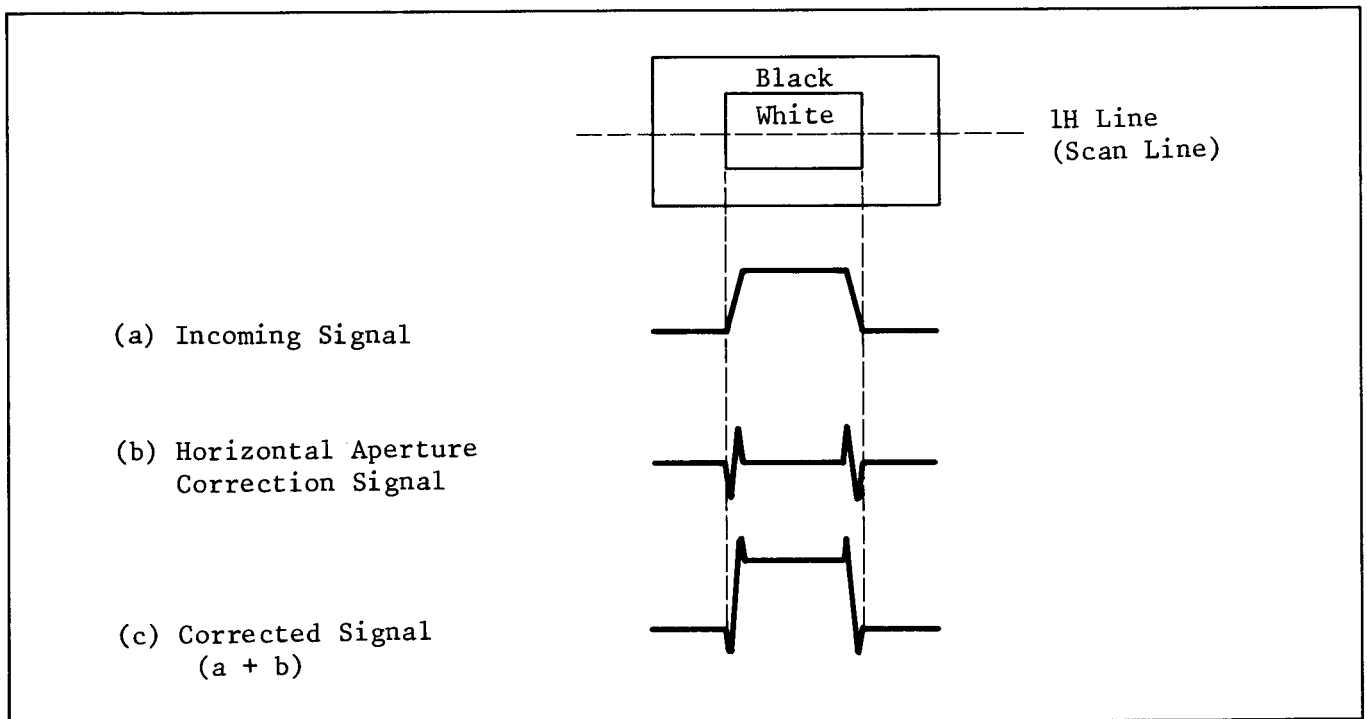 Black
White
1H Line
(Scan Line)
(a) Incoming Signal
(b) Horizontal Aperture
Correction Signal
(c) Corrected Signal
(a + b)